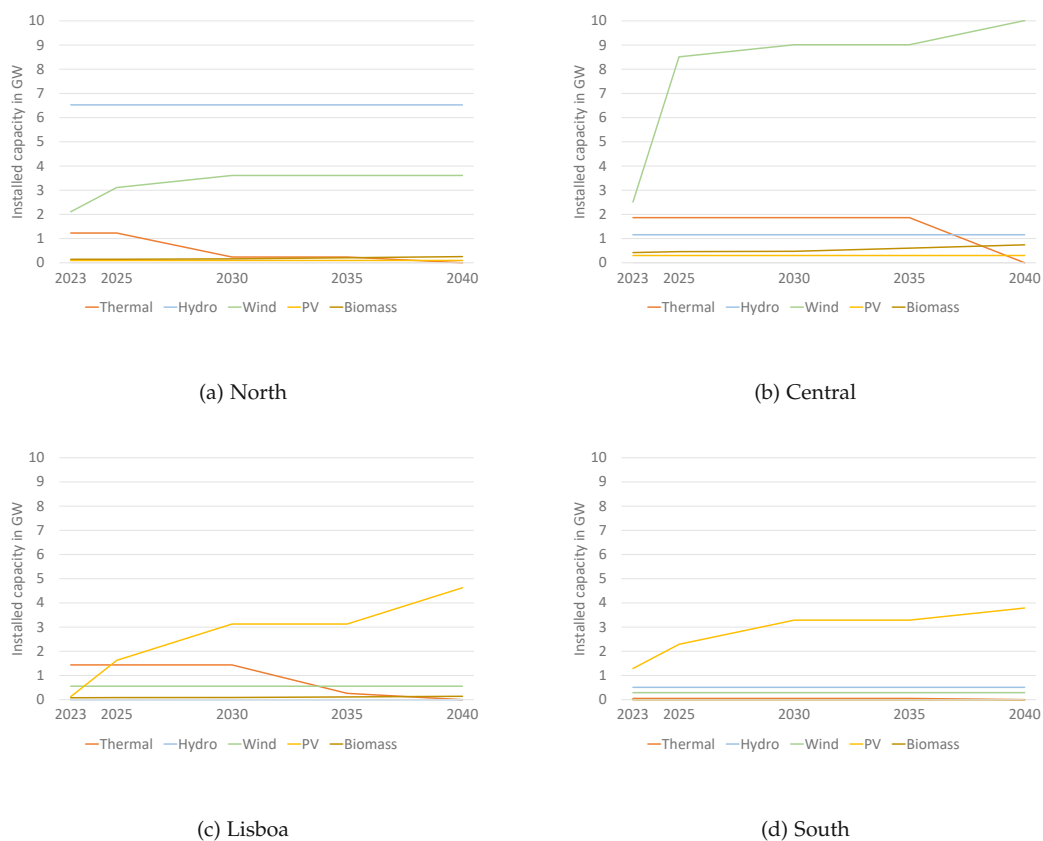 Installed capacity in GW
10
9
8
7
6
5
4
3
2
1
0
2023 2025 2030 2035 2040
Thermal Hydro Wind PV Biomass
(a) North
Installed capacity in GW
10
9
8
7
6
5
4
3
2
1
0
2023 2025 2030 2035 2040
Thermal Hydro Wind PV Biomass
(b) Central
Installed capacity in GW
10
9
8
7
6
5
4
3
2
1
0
2023 2025 2030 2035 2040
Thermal Hydro Wind PV Biomass
(c) Lisboa
Installed capacity in GW
10
9
8
7
6
5
4
3
2
1
0
2023 2025 2030 2035 2040
Thermal Hydro Wind PV Biomass
(d) South